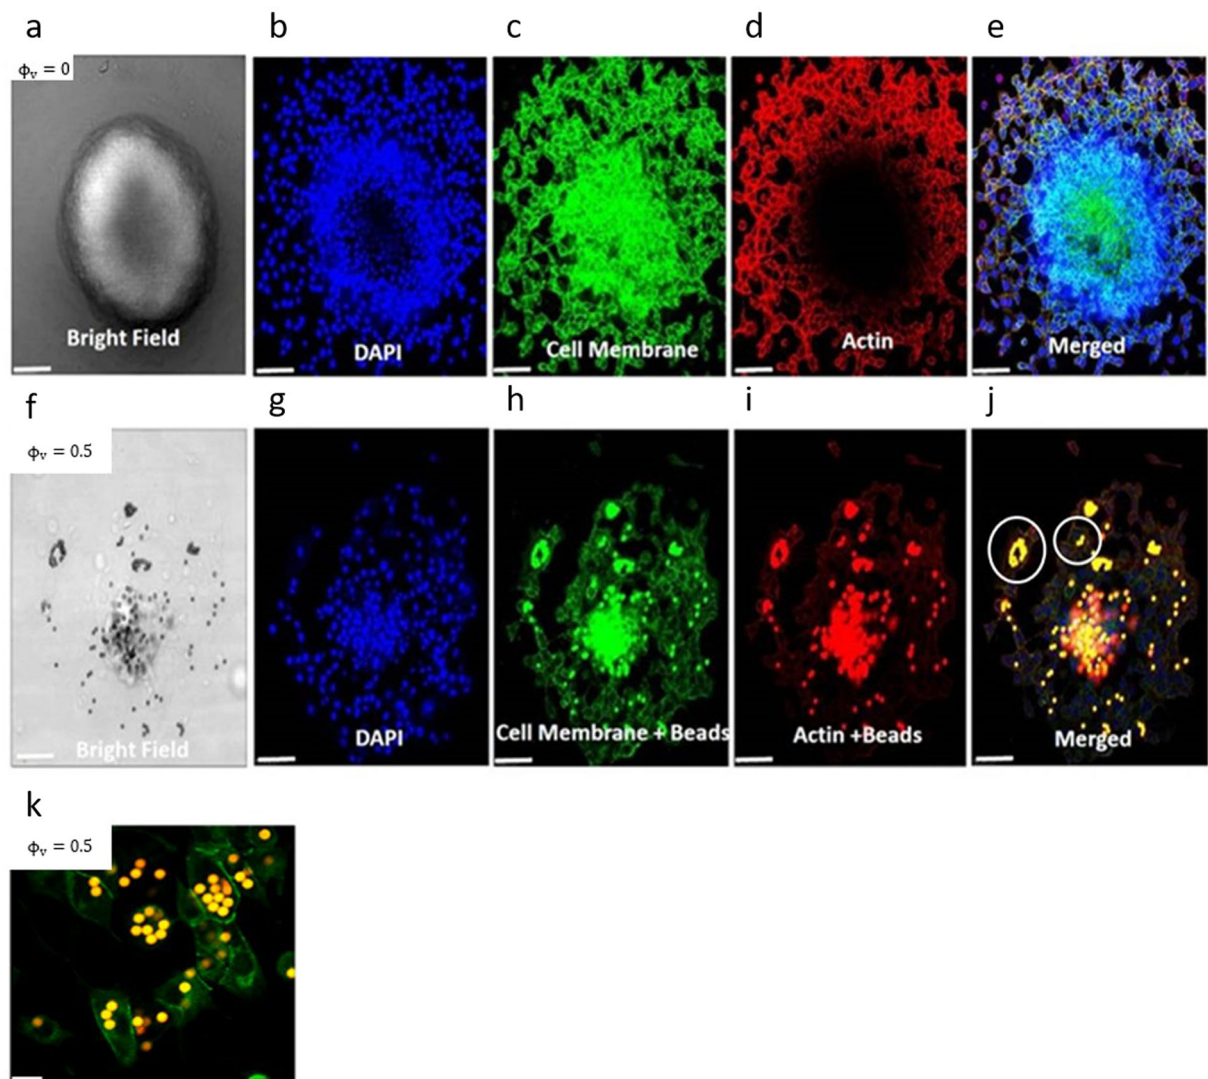 a b c d e
ϕv = 0
Bright Field DAPI Cell Membrane Actin Merged
f g h i j
ϕv = 0.5
Bright Field DAPI Cell Membrane + Beads Actin +Beads Merged
k
ϕv = 0.5